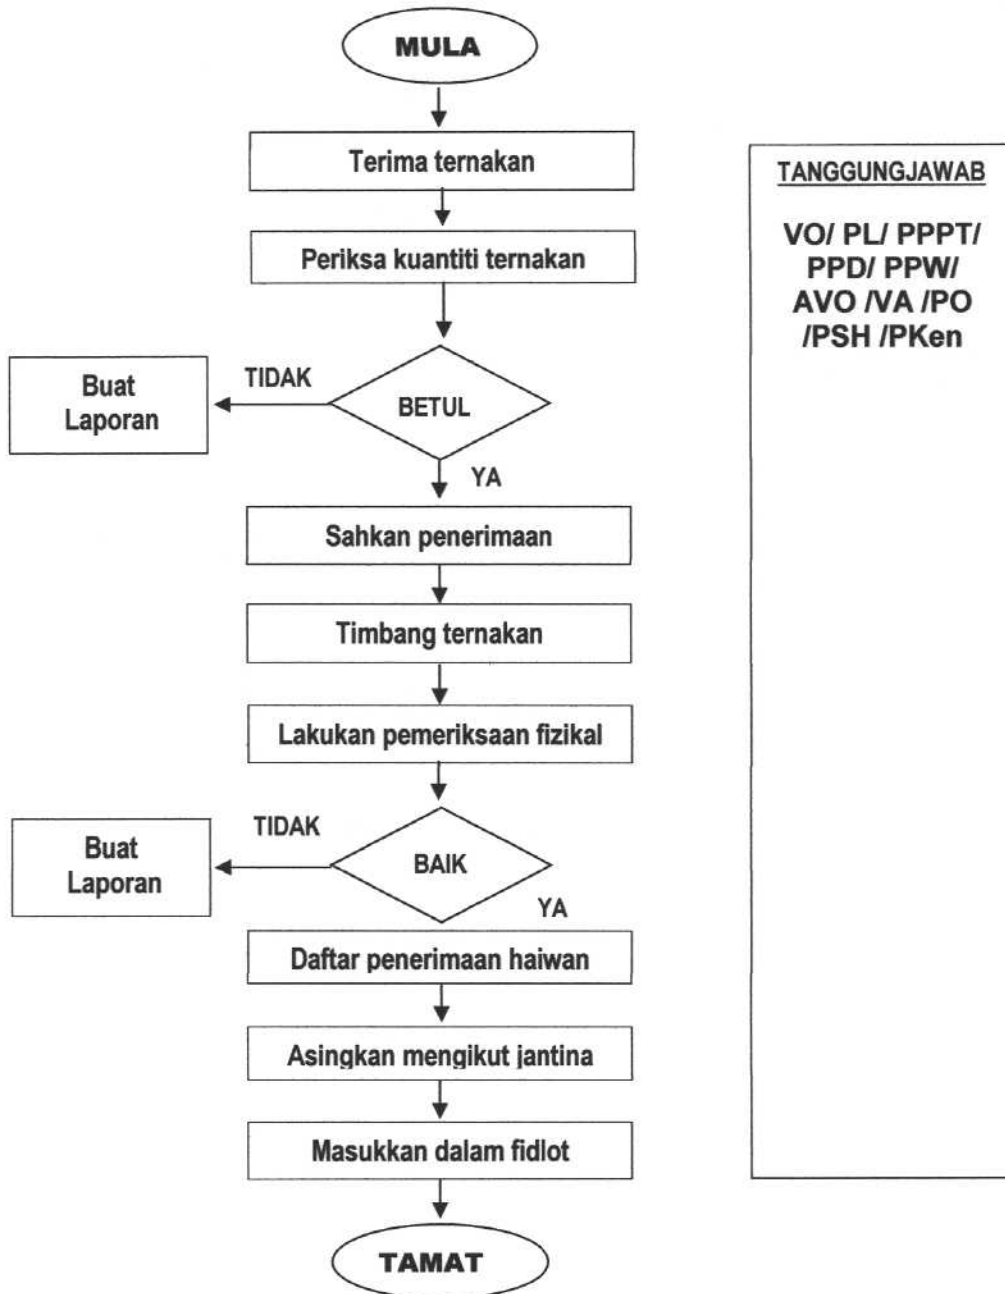 MULA
Terima ternakan
Periksa kuantiti ternakan
BETUL
TIDAK
Buat
Laporan
YA
Sahkan penerimaan
Timbang ternakan
Lakukan pemeriksaan fizikal
BAIK
TIDAK
Buat
Laporan
YA
Daftar penerimaan haiwan
Asingkan mengikut jantina
Masukkan dalam fidlot
TAMAT
TANGGUNGJAWAB
VO/ PL/ PPPT/
PPD/ PPW/
AVO /VA /PO
/PSH /PKen